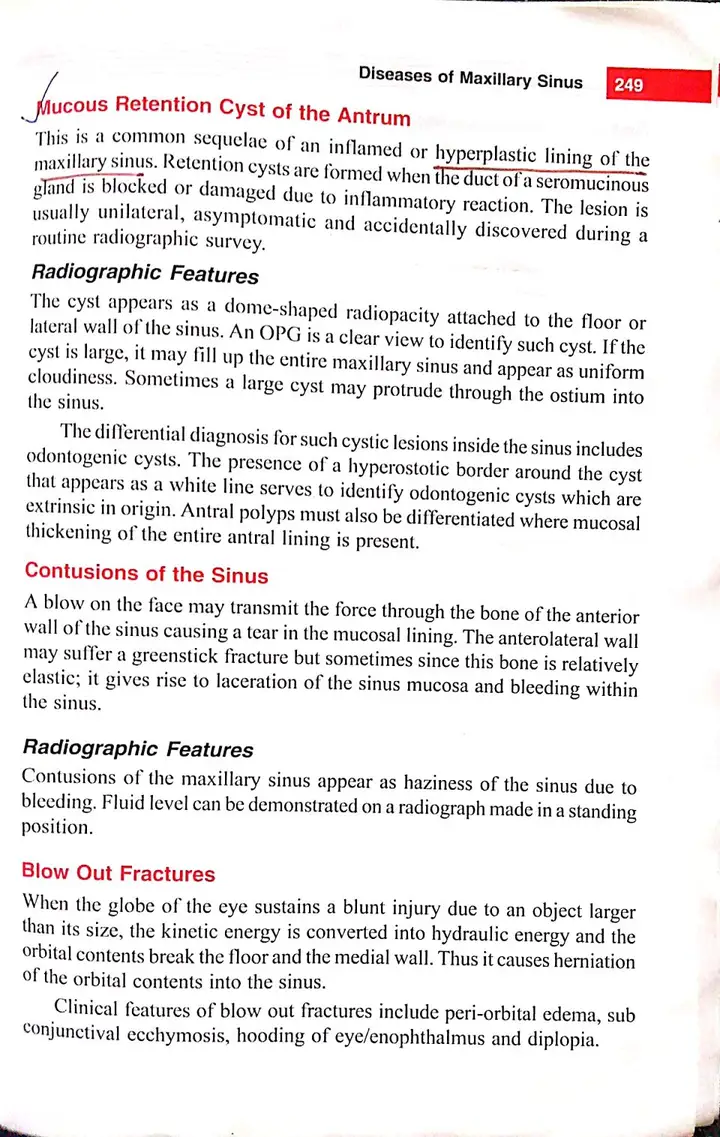 Diseases of Maxillary Sinus 249
Mucous Retention Cyst of the Antrum
This is a common sequelae of an inflamed or hyperplastic lining of the
maxillary sinus. Retention cysts are formed when the duct of a seromucinous
gland is blocked or damaged due to inflammatory reaction. The lesion is
usually unilateral, asymptomatic and accidentally discovered during a
routine radiographic survey.
Radiographic Features
The cyst appears as a dome-shaped radiopacity attached to the floor or
lateral wall of the sinus. An OPG is a clear view to identify such cyst. If the
cyst is large, it may fill up the entire maxillary sinus and appear as uniform
cloudiness. Sometimes a large cyst may protrude through the ostium into
the sinus.
The differential diagnosis for such cystic lesions inside the sinus includes
odontogenic cysts. The presence of a hyperostotic border around the cyst
that appears as a white line serves to identify odontogenic cysts which are
extrinsic in origin. Antral polyps must also be differentiated where mucosal
thickening of the entire antral lining is present.
Contusions of the Sinus
A blow on the face may transmit the force through the bone of the anterior
wall of the sinus causing a tear in the mucosal lining. The anterolateral wall
may suffer a greenstick fracture but sometimes since this bone is relatively
elastic; it gives rise to laceration of the sinus mucosa and bleeding within
the sinus.
Radiographic Features
Contusions of the maxillary sinus appear as haziness of the sinus due to
bleeding. Fluid level can be demonstrated on a radiograph made in a standing
position.
Blow Out Fractures
When the globe of the eye sustains a blunt injury due to an object larger
than its size, the kinetic energy is converted into hydraulic energy and the
orbital contents break the floor and the medial wall. Thus it causes herniation
of the orbital contents into the sinus.
Clinical features of blow out fractures include peri-orbital edema, sub
conjunctival ecchymosis, hooding of eye/enophthalmus and diplopia.